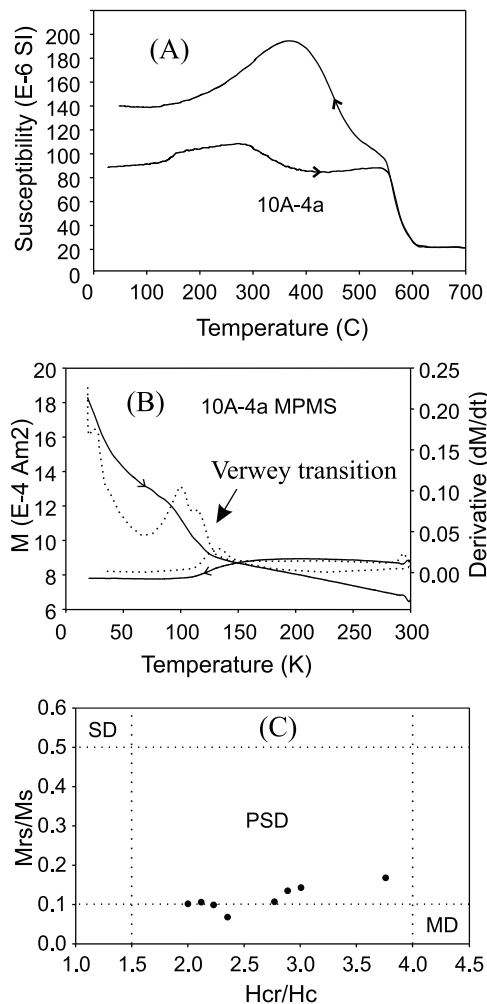 (A)
Susceptibility (E-6 SI)
200
180
160
140
120
100
80
60
40
20
0
10A-4a
0 100 200 300 400 500 600 700
Temperature (C)
(B)
10A-4a MPMS
Verwey transition
M (E-4 Am2)
20
18
16
14
12
10
8
6
Derivative (dM/dt)
0.25
0.20
0.15
0.10
0.05
0.00
0 50 100 150 200 250 300
Temperature (K)
(C)
SD
PSD
MD
Mrs/Ms
0.6
0.5
0.4
0.3
0.2
0.1
0.0
1.0 1.5 2.0 2.5 3.0 3.5 4.0 4.5
Hcr/Hc